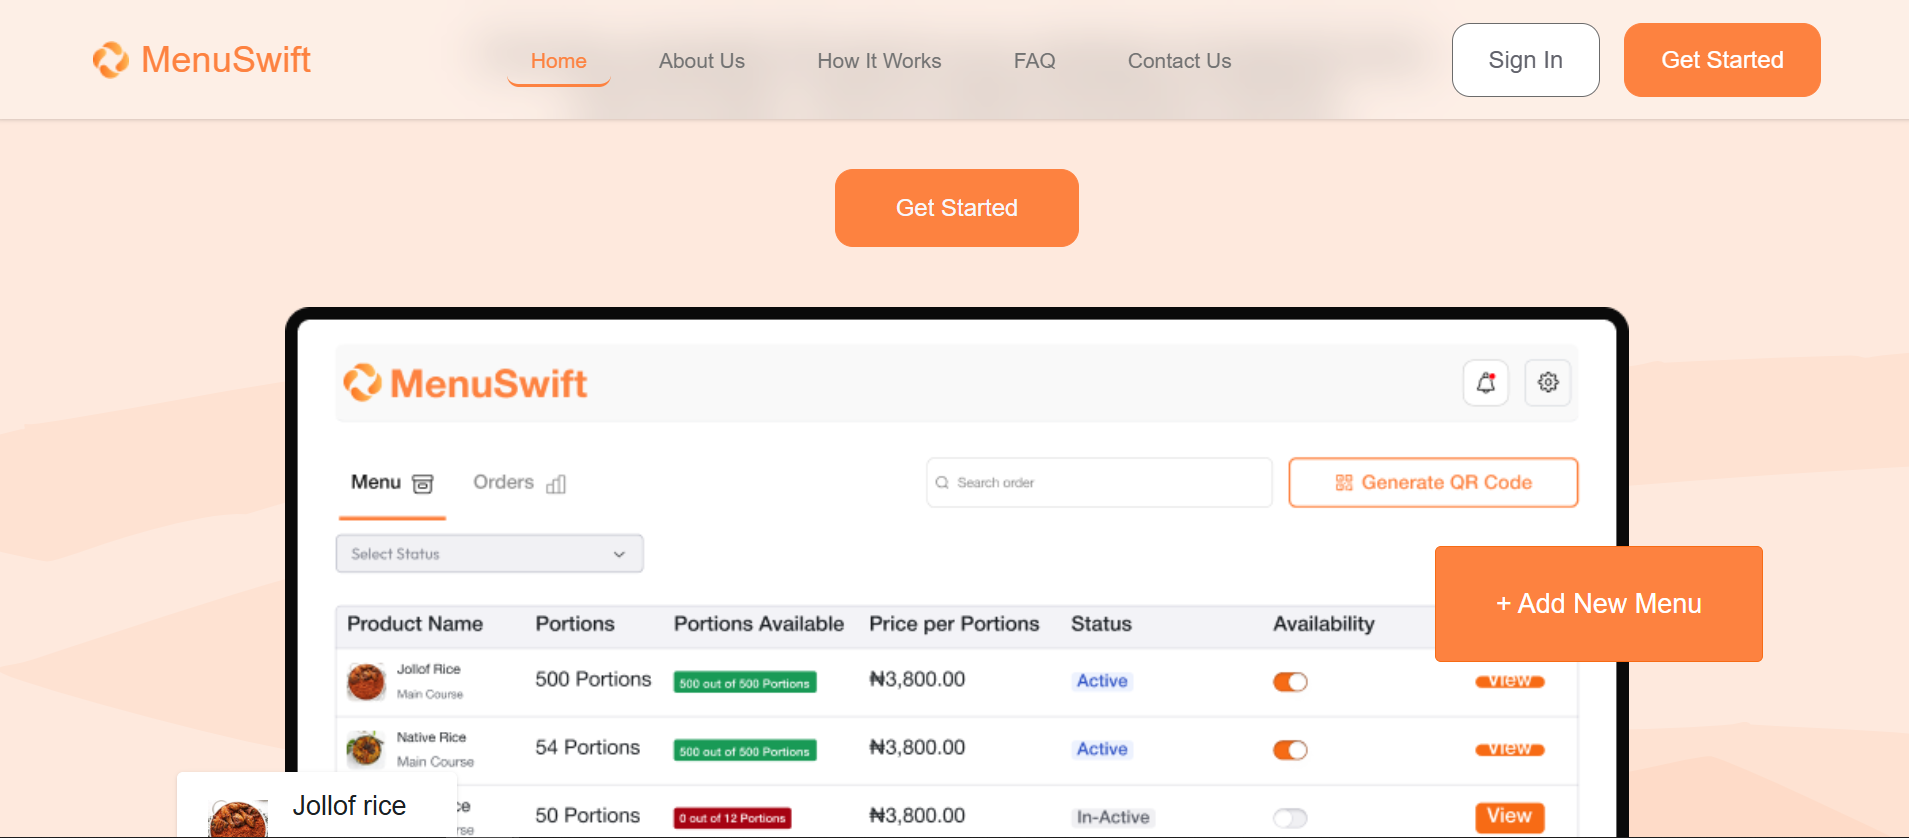 MenuSwift
Home About Us How It Works FAQ Contact Us
Sign In Get Started
Get Started
MenuSwift
Menu Orders Search order Generate QR Code
Select Status
+ Add New Menu
Product Name Portions Portions Available Price per Portions Status Availability
Jollof Rice
Main Course
500 Portions 500 out of 500 Portions ₦3,800.00 Active View
Native Rice
Main Course
54 Portions 500 out of 500 Portions ₦3,800.00 Active View
50 Portions 0 out of 12 Portions ₦3,800.00 In-Active View
Jollof rice